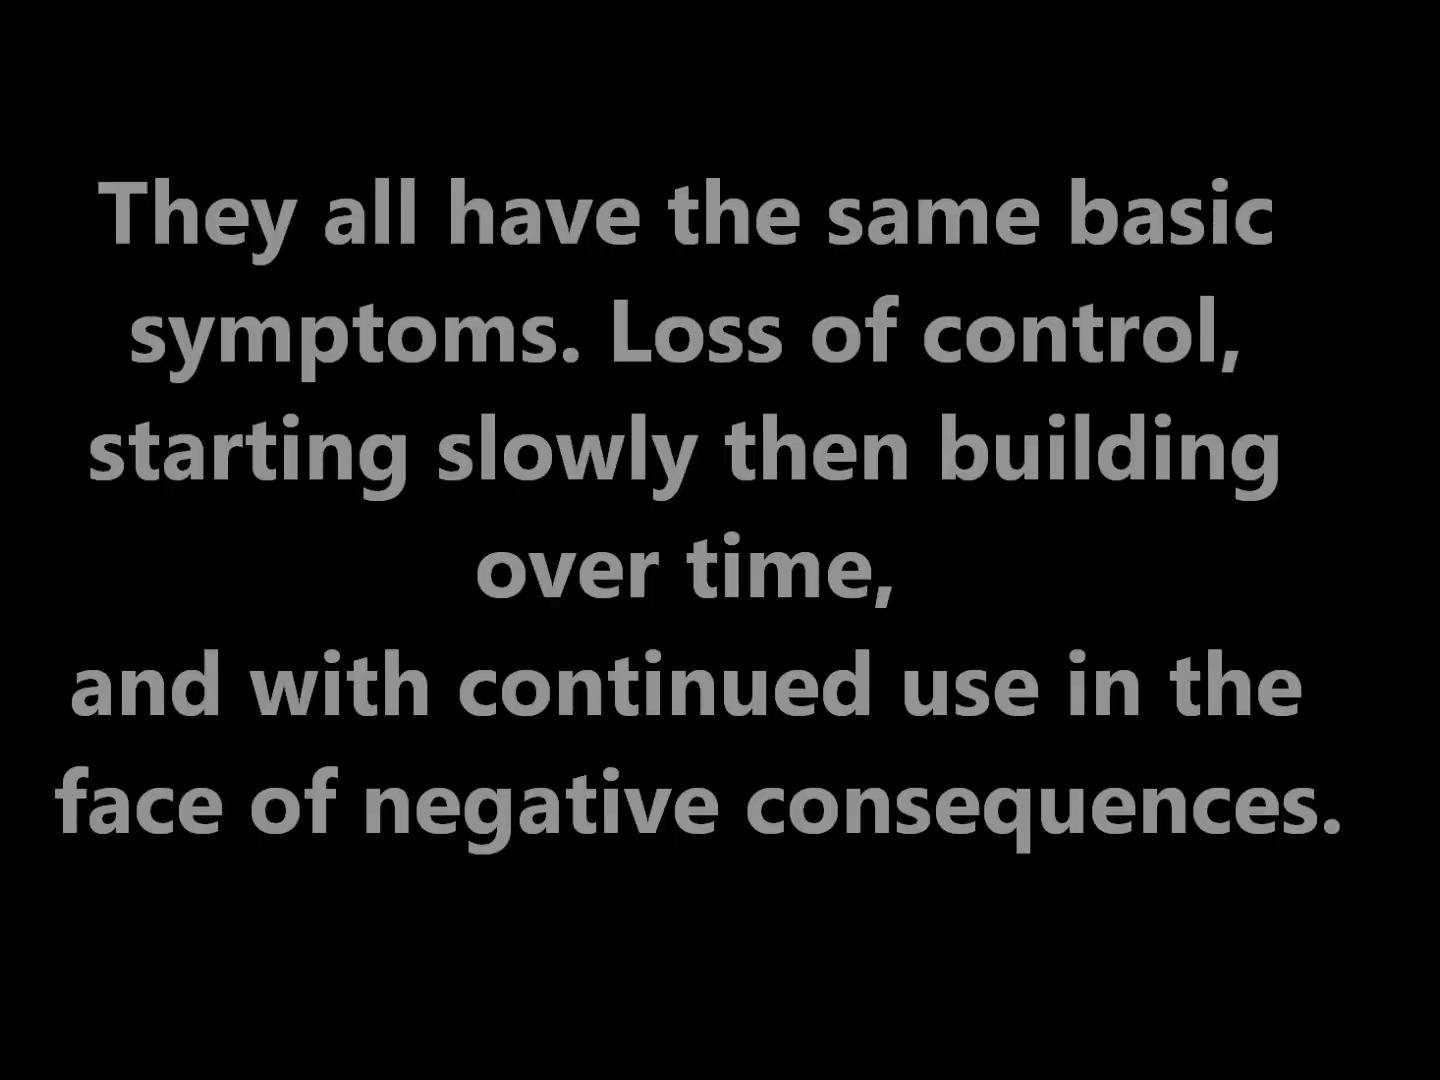 They all have the same basic
symptoms. Loss of control,
starting slowly then building
over time,
and with continued use in the
face of negative consequences.